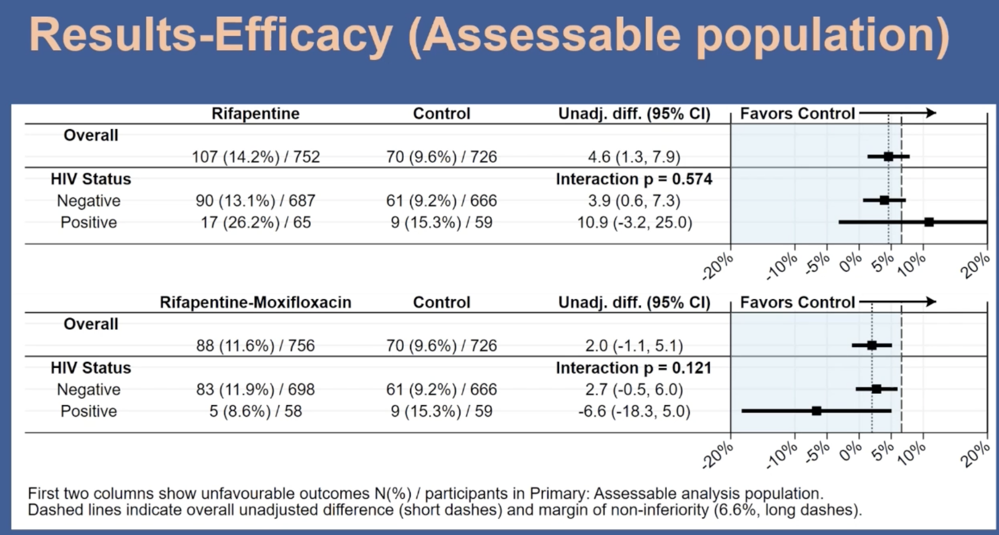 Results-Efficacy (Assessable population)
Rifapentine Control Unadj. diff. (95% CI) Favors Control
Overall
107 (14.2%) / 752 70 (9.6%) / 726 4.6 (1.3, 7.9)
HIV Status Interaction p = 0.574
Negative 90 (13.1%) / 687 61 (9.2%) / 666 3.9 (0.6, 7.3)
Positive 17 (26.2%) / 65 9 (15.3%) / 59 10.9 (-3.2, 25.0)
-20% -10% -5% 0% 5% 10% 20%
Rifapentine-Moxifloxacin Control Unadj. diff. (95% CI) Favors Control
Overall
88 (11.6%) / 756 70 (9.6%) / 726 2.0 (-1.1, 5.1)
HIV Status Interaction p = 0.121
Negative 83 (11.9%) / 698 61 (9.2%) / 666 2.7 (-0.5, 6.0)
Positive 5 (8.6%) / 58 9 (15.3%) / 59 -6.6 (-18.3, 5.0)
-20% -10% -5% 0% 5% 10% 20%
First two columns show unfavourable outcomes N(%) / participants in Primary: Assessable analysis population.
Dashed lines indicate overall unadjusted difference (short dashes) and margin of non-inferiority (6.6%, long dashes).